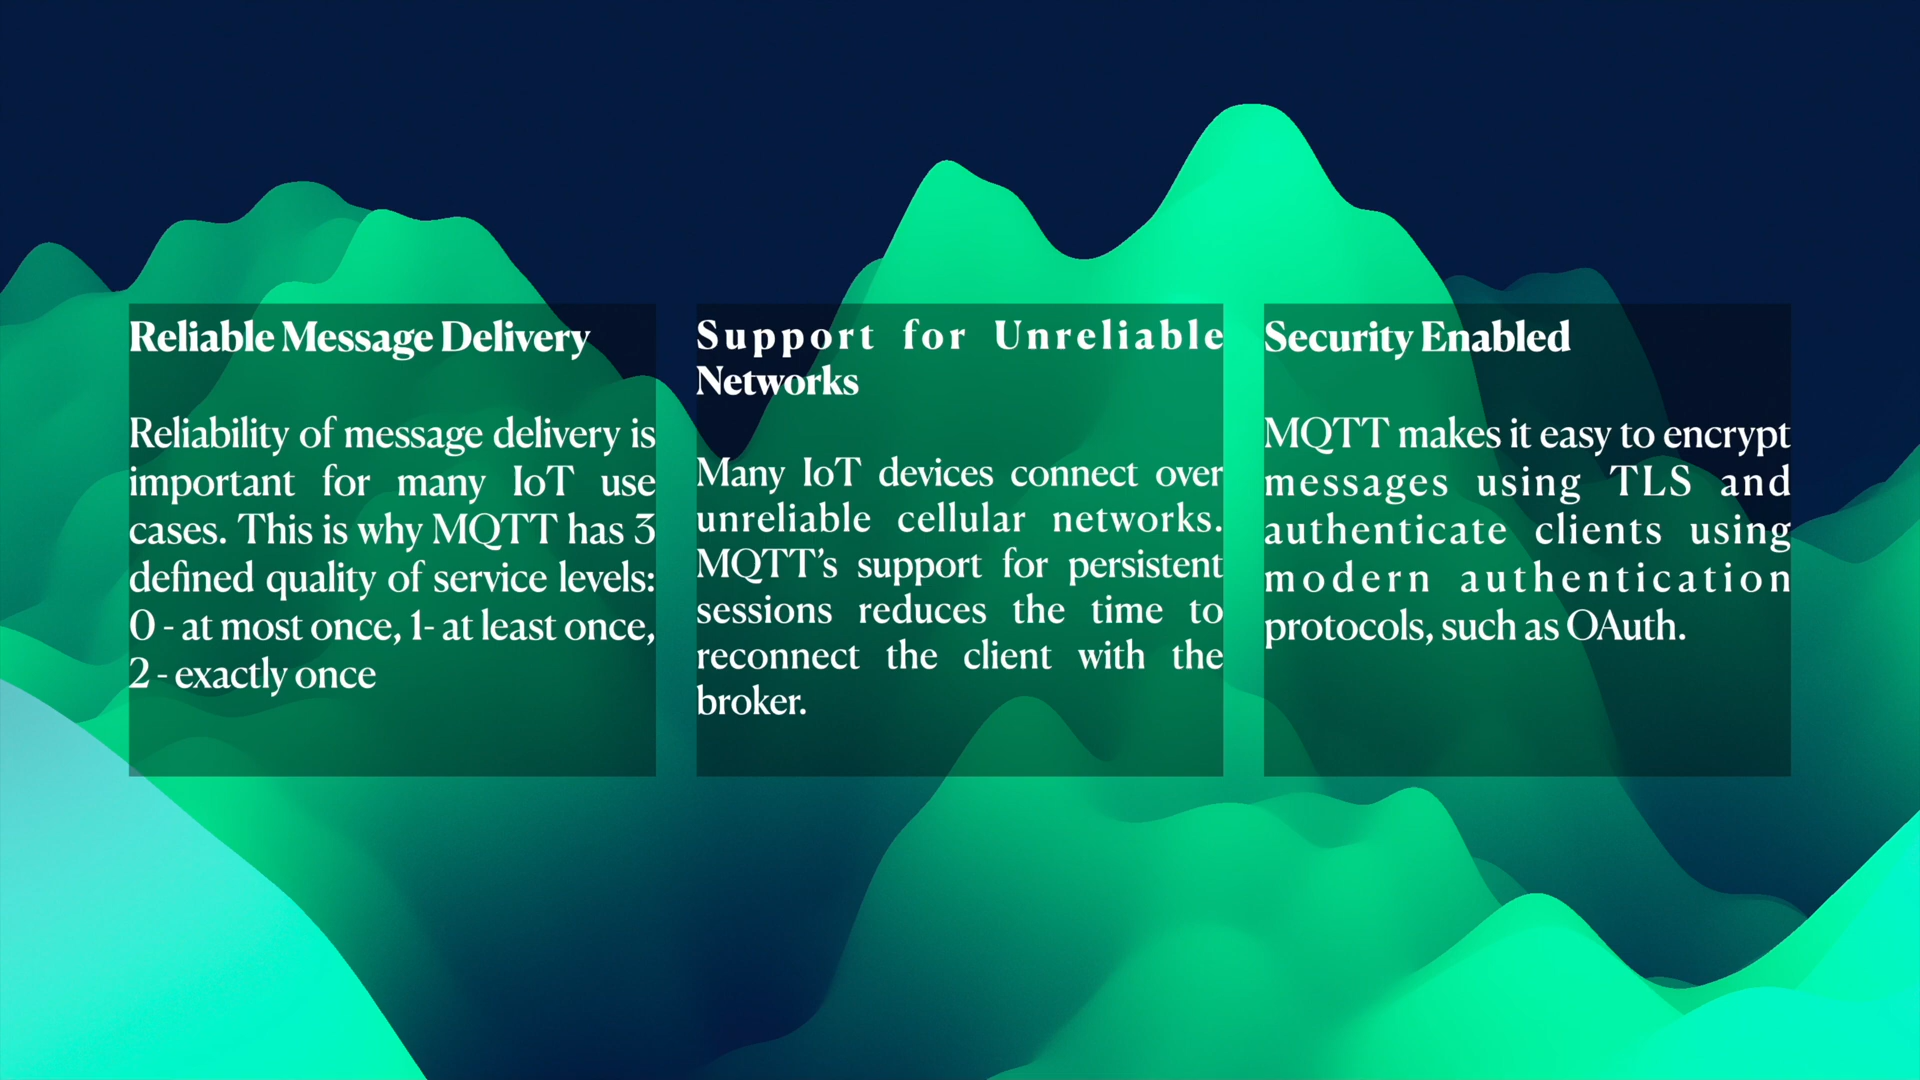 Reliable Message Delivery
Reliability of message delivery is
important for many IoT use
cases. This is why MQTT has 3
defined quality of service levels:
0 - at most once, 1- at least once,
2 - exactly once
Support for Unreliable
Networks
Many IoT devices connect over
unreliable cellular networks.
MQTT’s support for persistent
sessions reduces the time to
reconnect the client with the
broker.
Security Enabled
MQTT makes it easy to encrypt
messages using TLS and
authenticate clients using
modern authentication
protocols, such as OAuth.